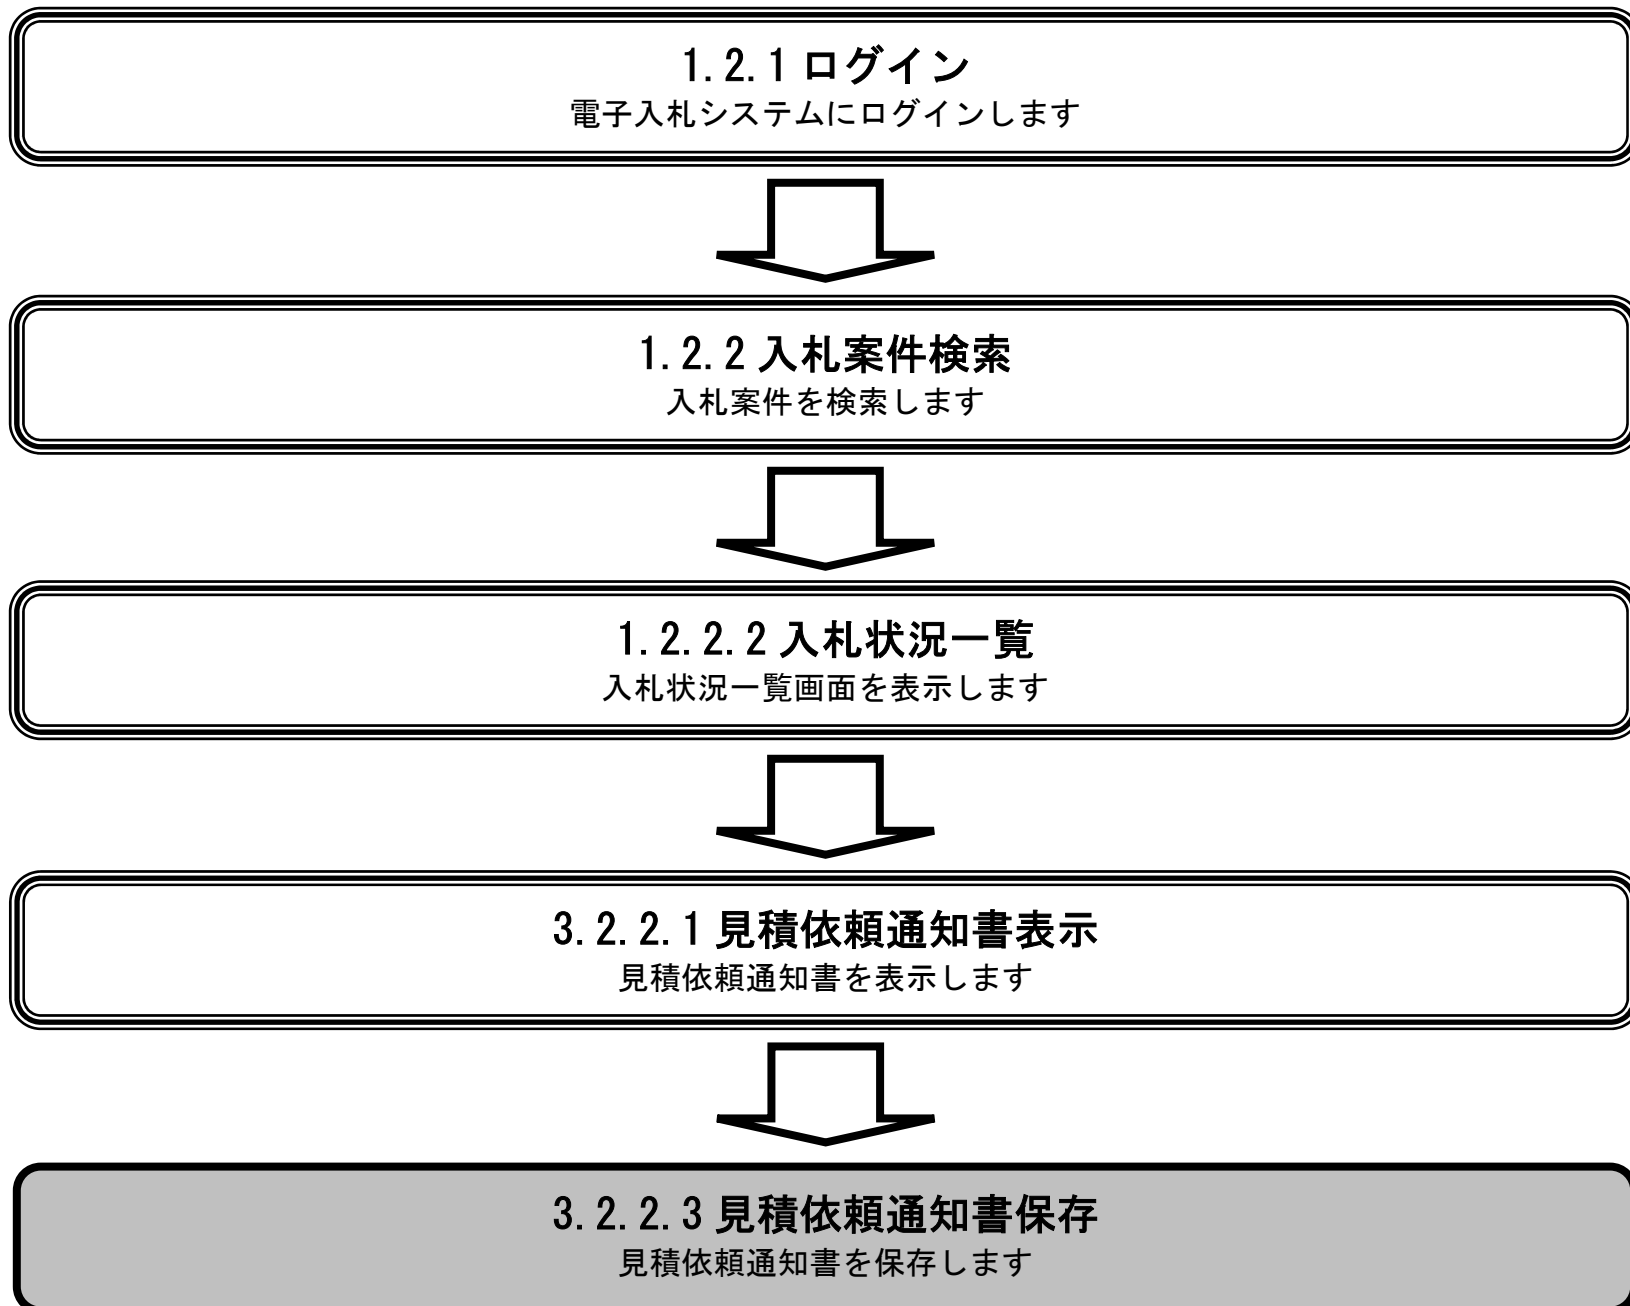 1.2.1 ログイン
電子入札システムにログインします
1.2.2 入札案件検索
入札案件を検索します
1.2.2.2 入札状況一覧
入札状況一覧画面を表示します
3.2.2.1 見積依頼通知書表示
見積依頼通知書を表示します
3.2.2.3 見積依頼通知書保存
見積依頼通知書を保存します